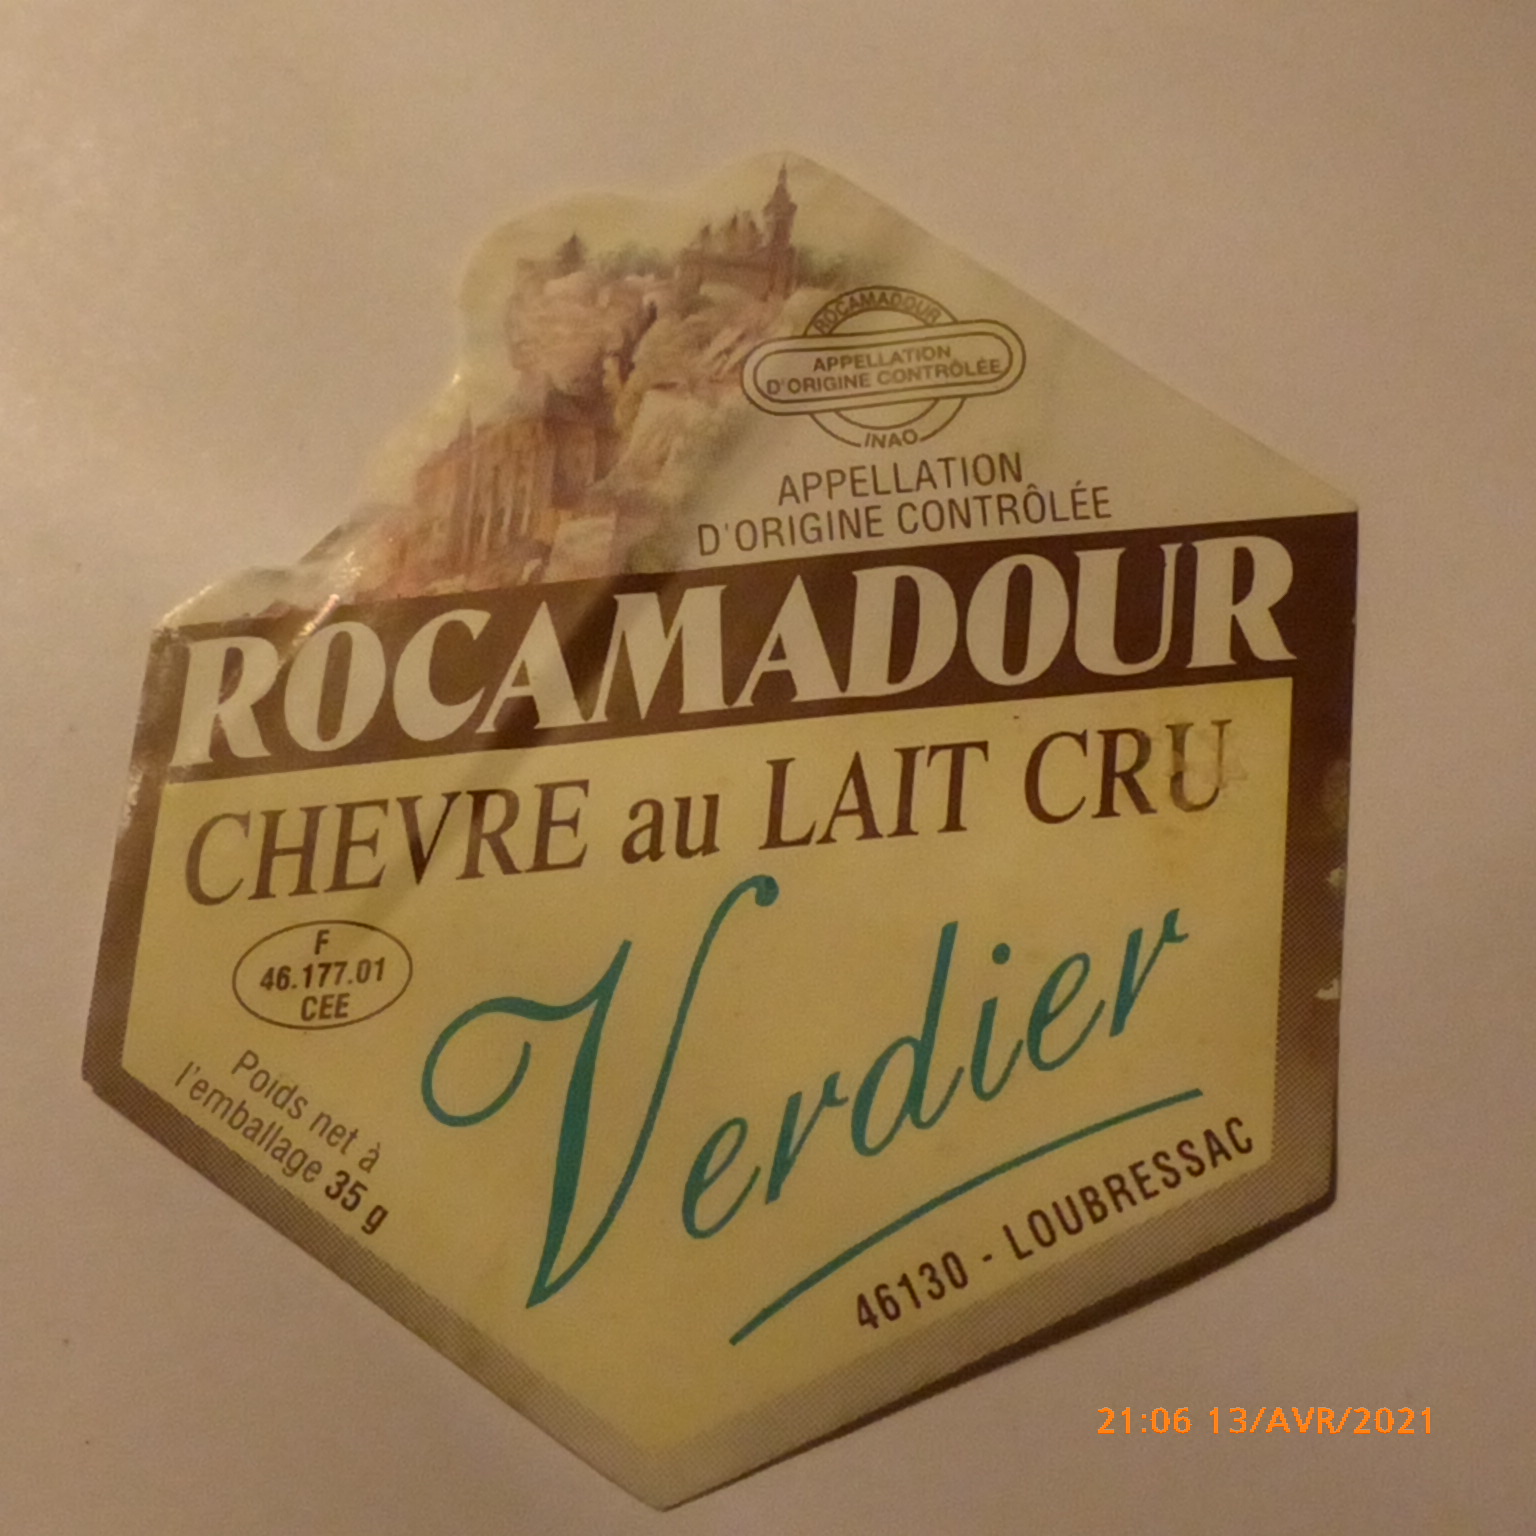 ROCAMADOUR
APPELLATION
D'ORIGINE CONTRÔLÉE
INAO
APPELLATION
D'ORIGINE CONTRÔLÉE
ROCAMADOUR
CHEVRE au LAIT CRU
F
46.177.01
CEE
Verdier
Poids net à
l'emballage 35 g
46130 - LOUBRESSAC
21:06 13/AVR/2021